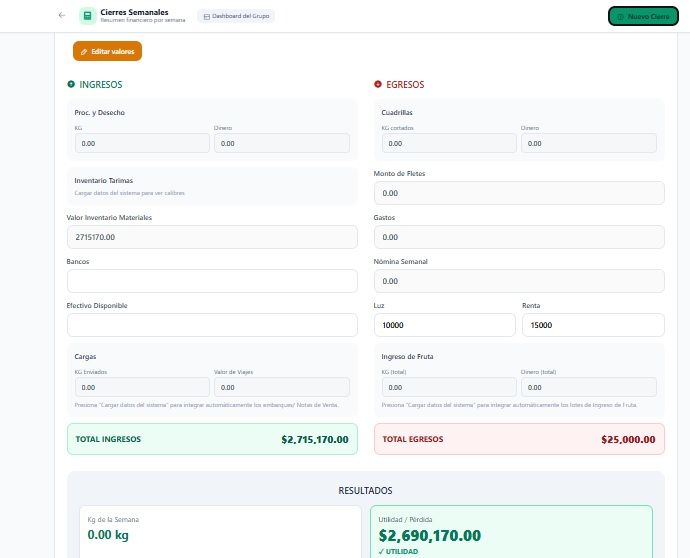 Cierres Semanales
Resumen financiero por semana
Dashboard del Grupo
Nuevo Cierre
Editar valores
INGRESOS
Proc. y Desecho
KG
Dinero
0.00
0.00
Inventario Tarimas
Cargar datos del sistema para ver calibres
Valor Inventario Materiales
2715170.00
Bancos
Efectivo Disponible
Cargas
KG Enviados
Valor de Viajes
0.00
0.00
Presiona "Cargar datos del sistema" para integrar automáticamente los embarques/ Notas de Venta.
TOTAL INGRESOS
$2,715,170.00
EGRESOS
Cuadrillas
KG cortados
Dinero
0.00
0.00
Monto de Fletes
0.00
Gastos
0.00
Nómina Semanal
0.00
Luz
Renta
10000
15000
Ingreso de Fruta
KG (total)
Dinero (total)
0.00
0.00
Presiona "Cargar datos del sistema" para integrar automáticamente los lotes de Ingreso de Fruta.
TOTAL EGRESOS
$25,000.00
RESULTADOS
Kg de la Semana
0.00 kg
Utilidad / Pérdida
$2,690,170.00
✓ UTILIDAD